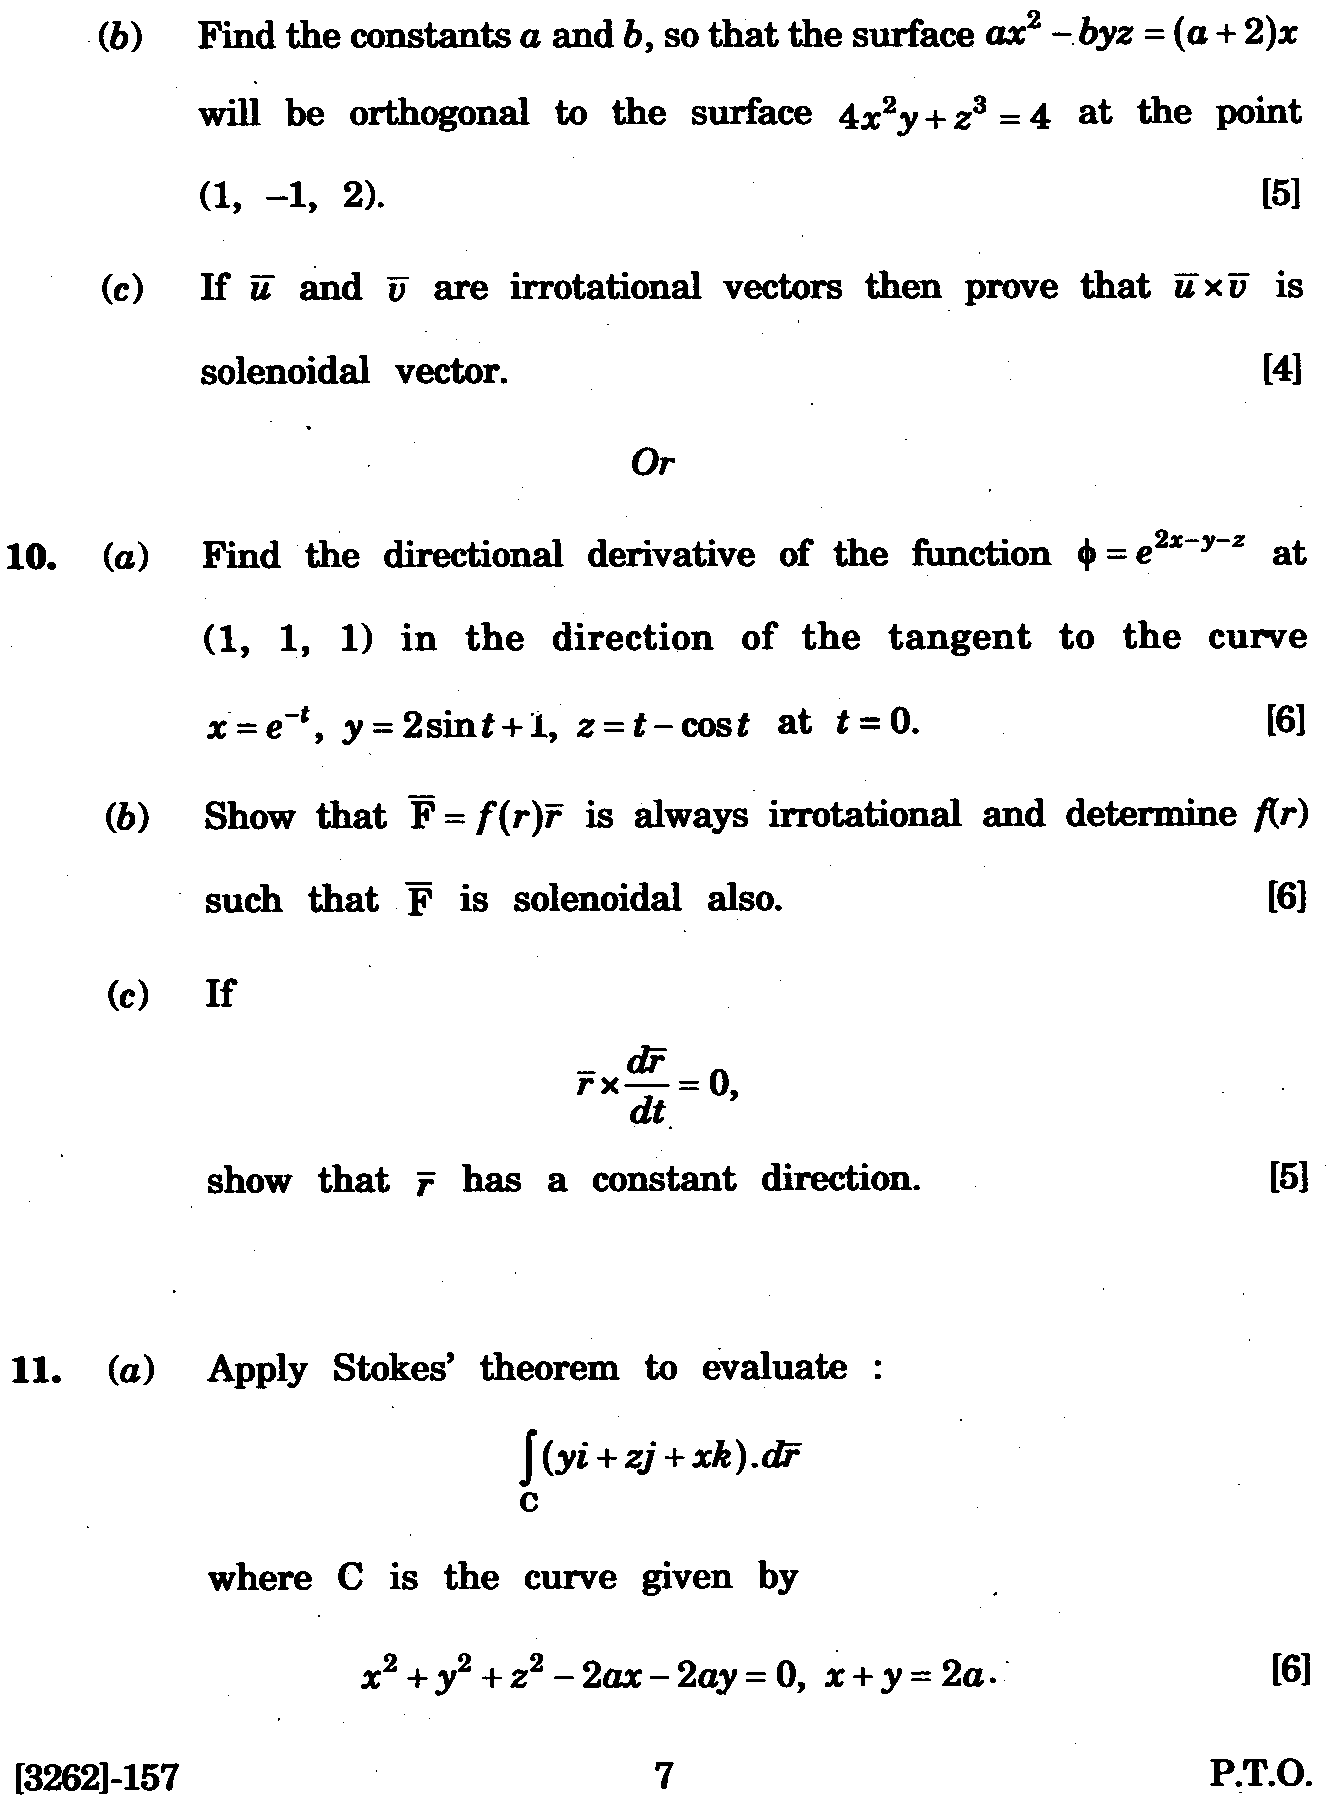 (b) Find the constants a and b, so that the surface ax² – byz = (a + 2)x
will be orthogonal to the surface 4x²y + z³ = 4 at the point
(1, –1, 2). [5]
(c) If u̅ and v̅ are irrotational vectors then prove that u̅ × v̅ is
solenoidal vector. [4]
Or
10. (a) Find the directional derivative of the function ϕ = e^{2x–y–z} at
(1, 1, 1) in the direction of the tangent to the curve
x = e^{–t}, y = 2 sin t + 1, z = t – cos t at t = 0. [6]
(b) Show that F̅ = f(r)r̅ is always irrotational and determine f(r)
such that F̅ is solenoidal also. [6]
(c) If
r̅ × dr̅/dt = 0,
show that r̅ has a constant direction. [5]
11. (a) Apply Stokes' theorem to evaluate :
∫_C (yi + zj + xk).dr̅
where C is the curve given by
x² + y² + z² – 2ax – 2ay = 0, x + y = 2a. [6]
[3262]-157 7 P.T.O.